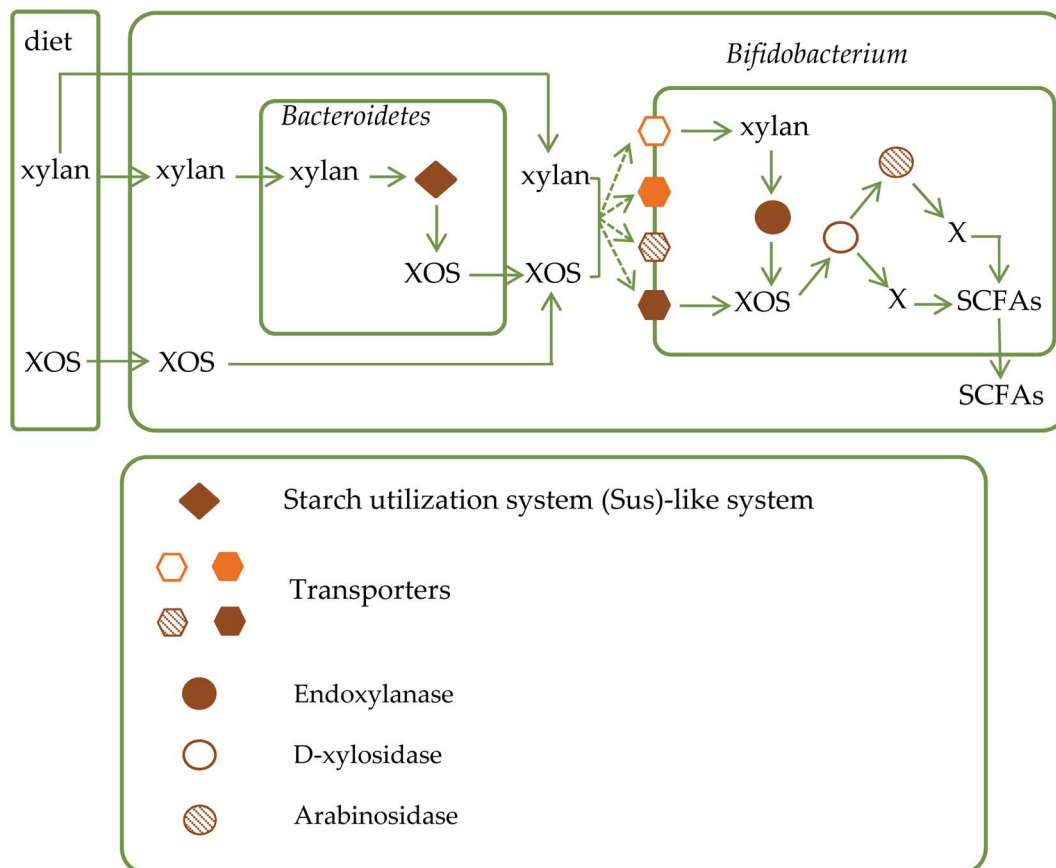 diet
Bifidobacterium
Bacteroidetes
xylan
xylan
xylan
xylan
xylan
XOS
XOS
XOS
X
X
SCFAs
XOS
XOS
SCFAs
Starch utilization system (Sus)-like system
Transporters
Endoxylanase
D-xylosidase
Arabinosidase